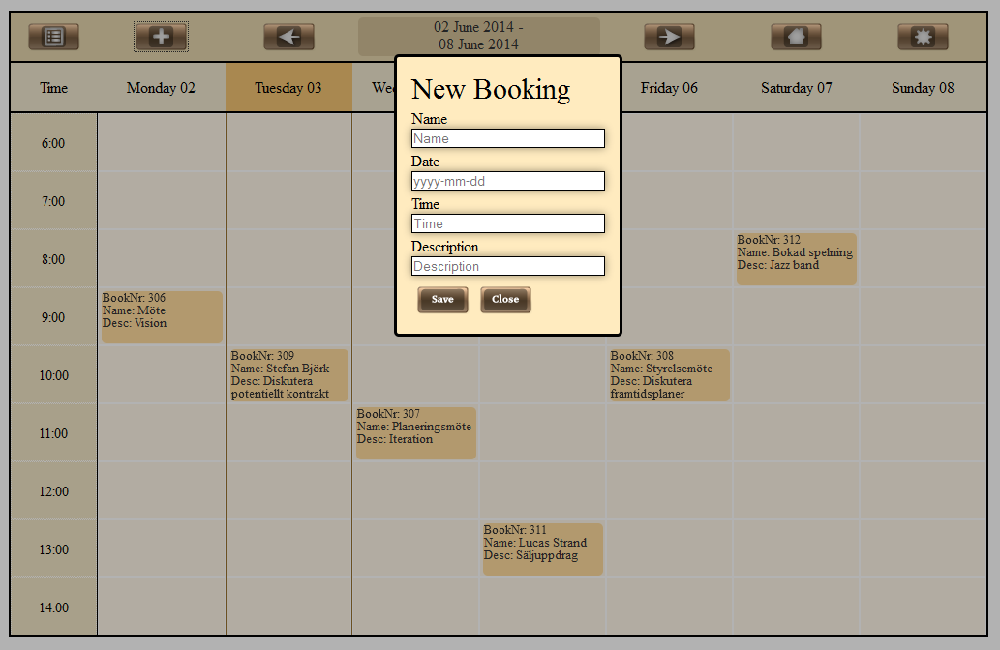 02 June 2014 -
08 June 2014
Time
Monday 02
Tuesday 03
We
Friday 06
Saturday 07
Sunday 08
New Booking
Name
Name
Date
yyyy-mm-dd
Time
Time
Description
Description
Save
Close
6:00
7:00
8:00
BookNr: 312
Name: Bokad spelning
Desc: Jazz band
9:00
BookNr: 306
Name: Möte
Desc: Vision
10:00
BookNr: 309
Name: Stefan Björk
Desc: Diskutera
potentiellt kontrakt
BookNr: 308
Name: Styrelsemöte
Desc: Diskutera
framtidsplaner
11:00
BookNr: 307
Name: Planeringsmöte
Desc: Iteration
12:00
13:00
BookNr: 311
Name: Lucas Strand
Desc: Säljuppdrag
14:00